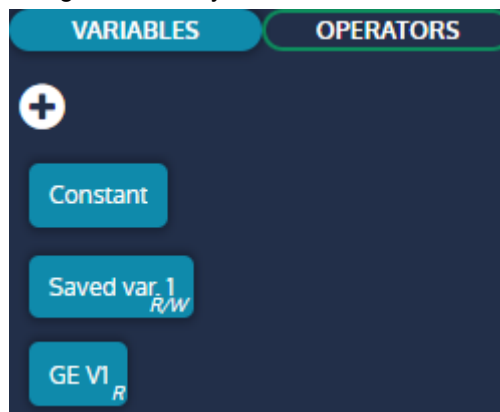 VARIABLES OPERATORS
Constant
Saved var. 1
R/W
GE V1
R